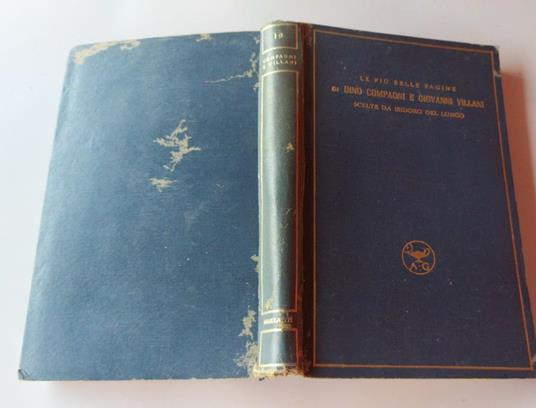 19
COMPAGNI
E VILLANI
LE PIÙ BELLE PAGINE
DI DINO COMPAGNI E GIOVANNI VILLANI
SCELTE DA ISIDORO DEL LUNGO
A·G